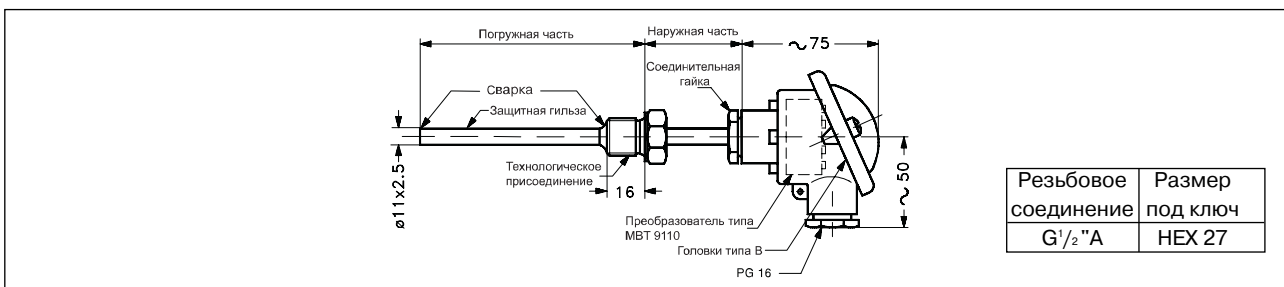 Погружная часть
Наружная часть
~75
Соединительная
гайка
Сварка
Защитная гильза
ø11x2.5
Технологическое
присоединение
16
~50
Преобразователь типа
MBT 9110
Головки типа B
PG 16
Резьбовое соединение
Размер под ключ
G1/2"A
HEX 27